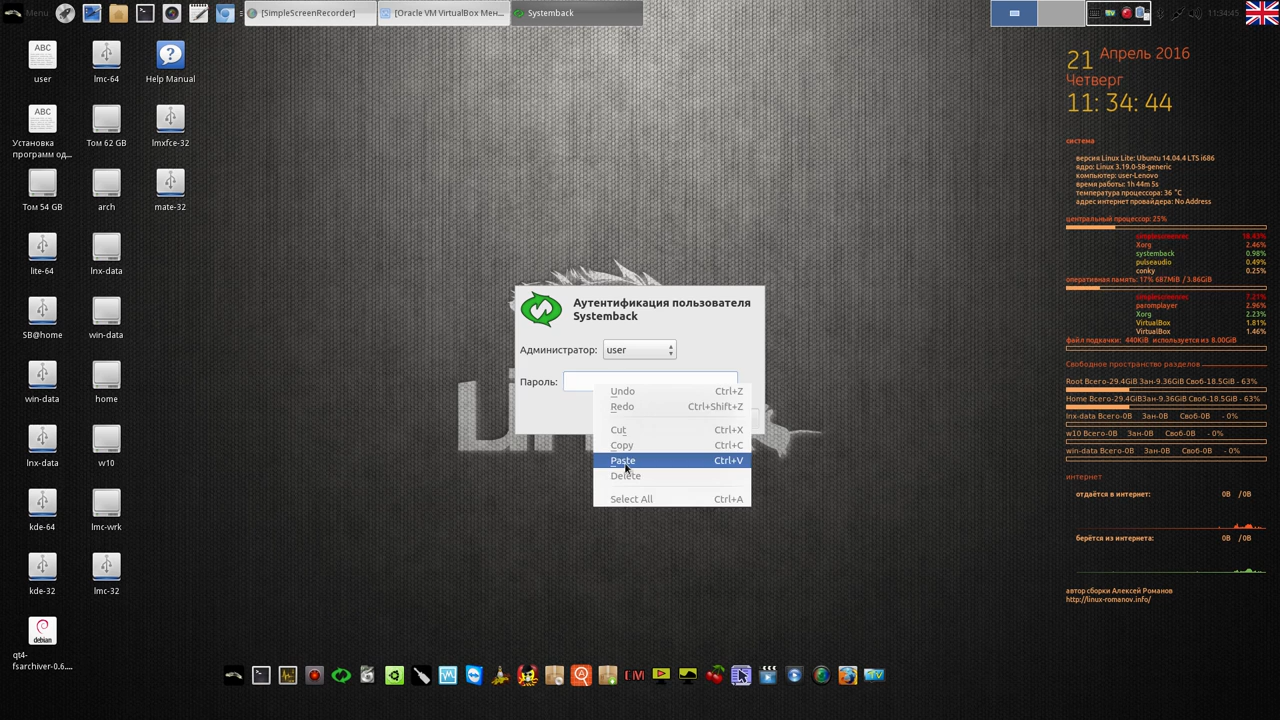 Menu
[SimpleScreenRecorder]
[Oracle VM VirtualBox Мен...
Systemback
11:34:45
ABC
user
lmc-64
Help Manual
ABC
Установка
программ од...
Том 62 GB
lmxfce-32
Том 54 GB
arch
mate-32
lite-64
lnx-data
SB@home
win-data
win-data
home
lnx-data
w10
kde-64
lmc-wrk
kde-32
lmc-32
debian
qt4-
fsarchiver-0.6....
Аутентификация пользователя
Systemback
Администратор: user
Пароль:
Undo Ctrl+Z
Redo Ctrl+Shift+Z
Cut Ctrl+X
Copy Ctrl+C
Paste Ctrl+V
Delete
Select All Ctrl+A
21 Апрель 2016
Четверг
11: 34: 44
система
версия Linux Lite: Ubuntu 14.04.4 LTS i686
ядро: Linux 3.19.0-58-generic
компьютер: user-Lenovo
время работы: 1h 44m 5s
температура процессора: 36 °C
адрес интернет провайдера: No Address
центральный процессор: 25%
Xorg 2.46%
systemback 0.98%
pulseaudio 0.49%
conky 0.25%
оперативная память: 17% 687MiB /3.86GiB
paromplayer 2.96%
Xorg 2.23%
VirtualBox 1.81%
VirtualBox 1.46%
файл подкачки: 440KiB используется из 8.00GiB
Свободное пространство разделов
Root Всего-29.4GiB Зан-9.36GiB Своб-18.5GiB - 63%
Home Всего-29.4GiBЗан-9.36GiB Своб-18.5GiB - 63%
lnx-data Всего-0B Зан-0B Своб-0B - 0%
w10 Всего-0B Зан-0B Своб-0B - 0%
win-data Всего-0B Зан-0B Своб-0B - 0%
интернет
отдаётся в интернет: 0B /0B
берётся из интернета: 0B /0B
автор сборки Алексей Романов
http://linux-romanov.info/